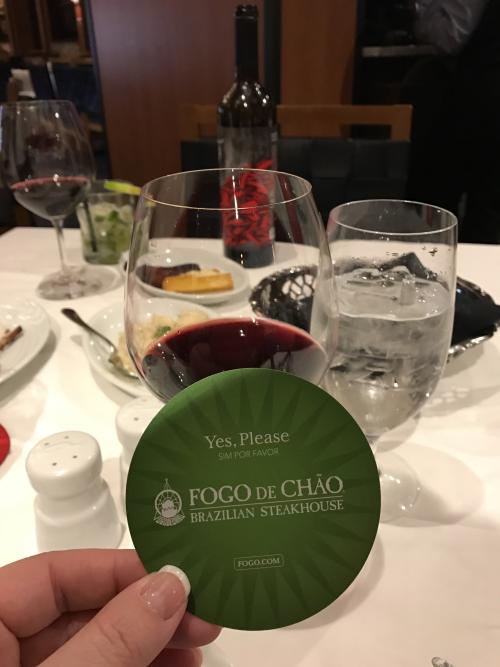 Yes, Please
SIM POR FAVOR
FOGO DE CHÃO
BRAZILIAN STEAKHOUSE
FOGO.COM